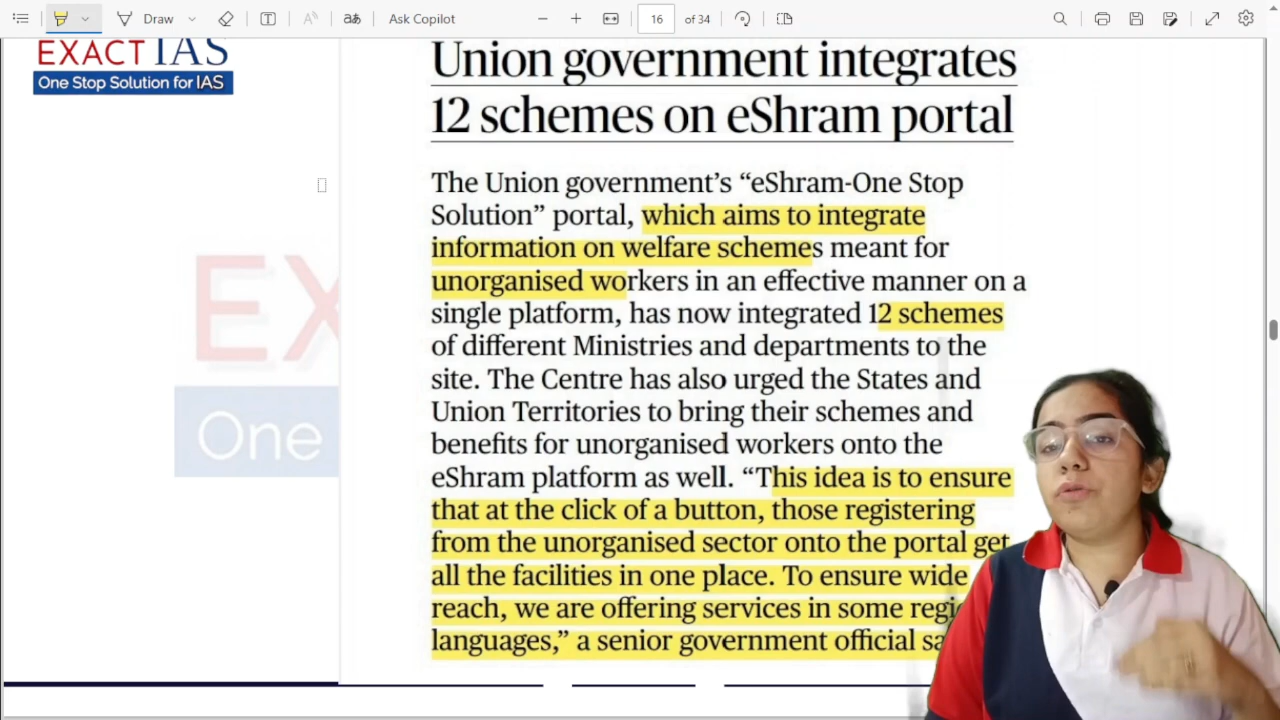 Draw
Ask Copilot
16
of 34
EXACT IAS
One Stop Solution for IAS
Union government integrates
12 schemes on eShram portal
The Union government's “eShram-One Stop
Solution” portal, which aims to integrate
information on welfare schemes meant for
unorganised workers in an effective manner on a
single platform, has now integrated 12 schemes
of different Ministries and departments to the
site. The Centre has also urged the States and
Union Territories to bring their schemes and
benefits for unorganised workers onto the
eShram platform as well. “This idea is to ensure
that at the click of a button, those registering
from the unorganised sector onto the portal get
all the facilities in one place. To ensure wide
reach, we are offering services in some
languages,” a senior government official
EX
One